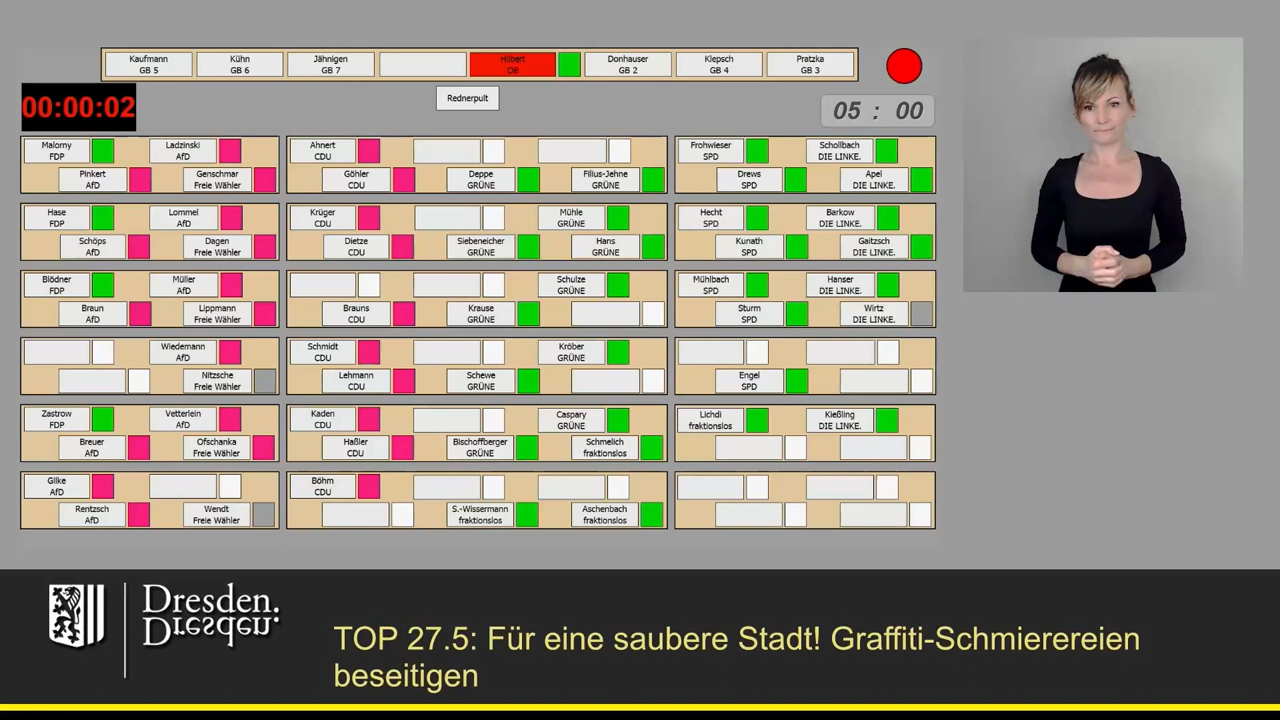 Kaufmann
GB 5
Kühn
GB 6
Jähnigen
GB 7
Hilbert
OB
Donhauser
GB 2
Klepsch
GB 4
Pratzka
GB 3
00:00:02
Rednerpult
05 : 00
Malorny
FDP
Ladzinski
AfD
Pinkert
AfD
Genschmar
Freie Wähler
Ahnert
CDU
Göhler
CDU
Deppe
GRÜNE
Filius-Jehne
GRÜNE
Frohwieser
SPD
Schollbach
DIE LINKE.
Drews
SPD
Apel
DIE LINKE.
Hase
FDP
Lommel
AfD
Schöps
AfD
Dagen
Freie Wähler
Krüger
CDU
Mühle
GRÜNE
Dietze
CDU
Siebeneicher
GRÜNE
Hans
GRÜNE
Hecht
SPD
Barkow
DIE LINKE.
Kunath
SPD
Gaitzsch
DIE LINKE.
Blödner
FDP
Müller
AfD
Braun
AfD
Lippmann
Freie Wähler
Schulze
GRÜNE
Brauns
CDU
Krause
GRÜNE
Mühlbach
SPD
Hanser
DIE LINKE.
Sturm
SPD
Wirtz
DIE LINKE.
Wiedemann
AfD
Nitzsche
Freie Wähler
Schmidt
CDU
Kröber
GRÜNE
Lehmann
CDU
Schewe
GRÜNE
Engel
SPD
Zastrow
FDP
Vetterlein
AfD
Breuer
AfD
Ofschanka
Freie Wähler
Kaden
CDU
Caspary
GRÜNE
Haßler
CDU
Bischoffberger
GRÜNE
Schmelich
fraktionslos
Lichdi
fraktionslos
Kießling
DIE LINKE.
Gilke
AfD
Rentzsch
AfD
Wendt
Freie Wähler
Böhm
CDU
S.-Wissermann
fraktionslos
Aschenbach
fraktionslos
Dresden.
Dresden.
TOP 27.5: Für eine saubere Stadt! Graffiti-Schmierereien
beseitigen